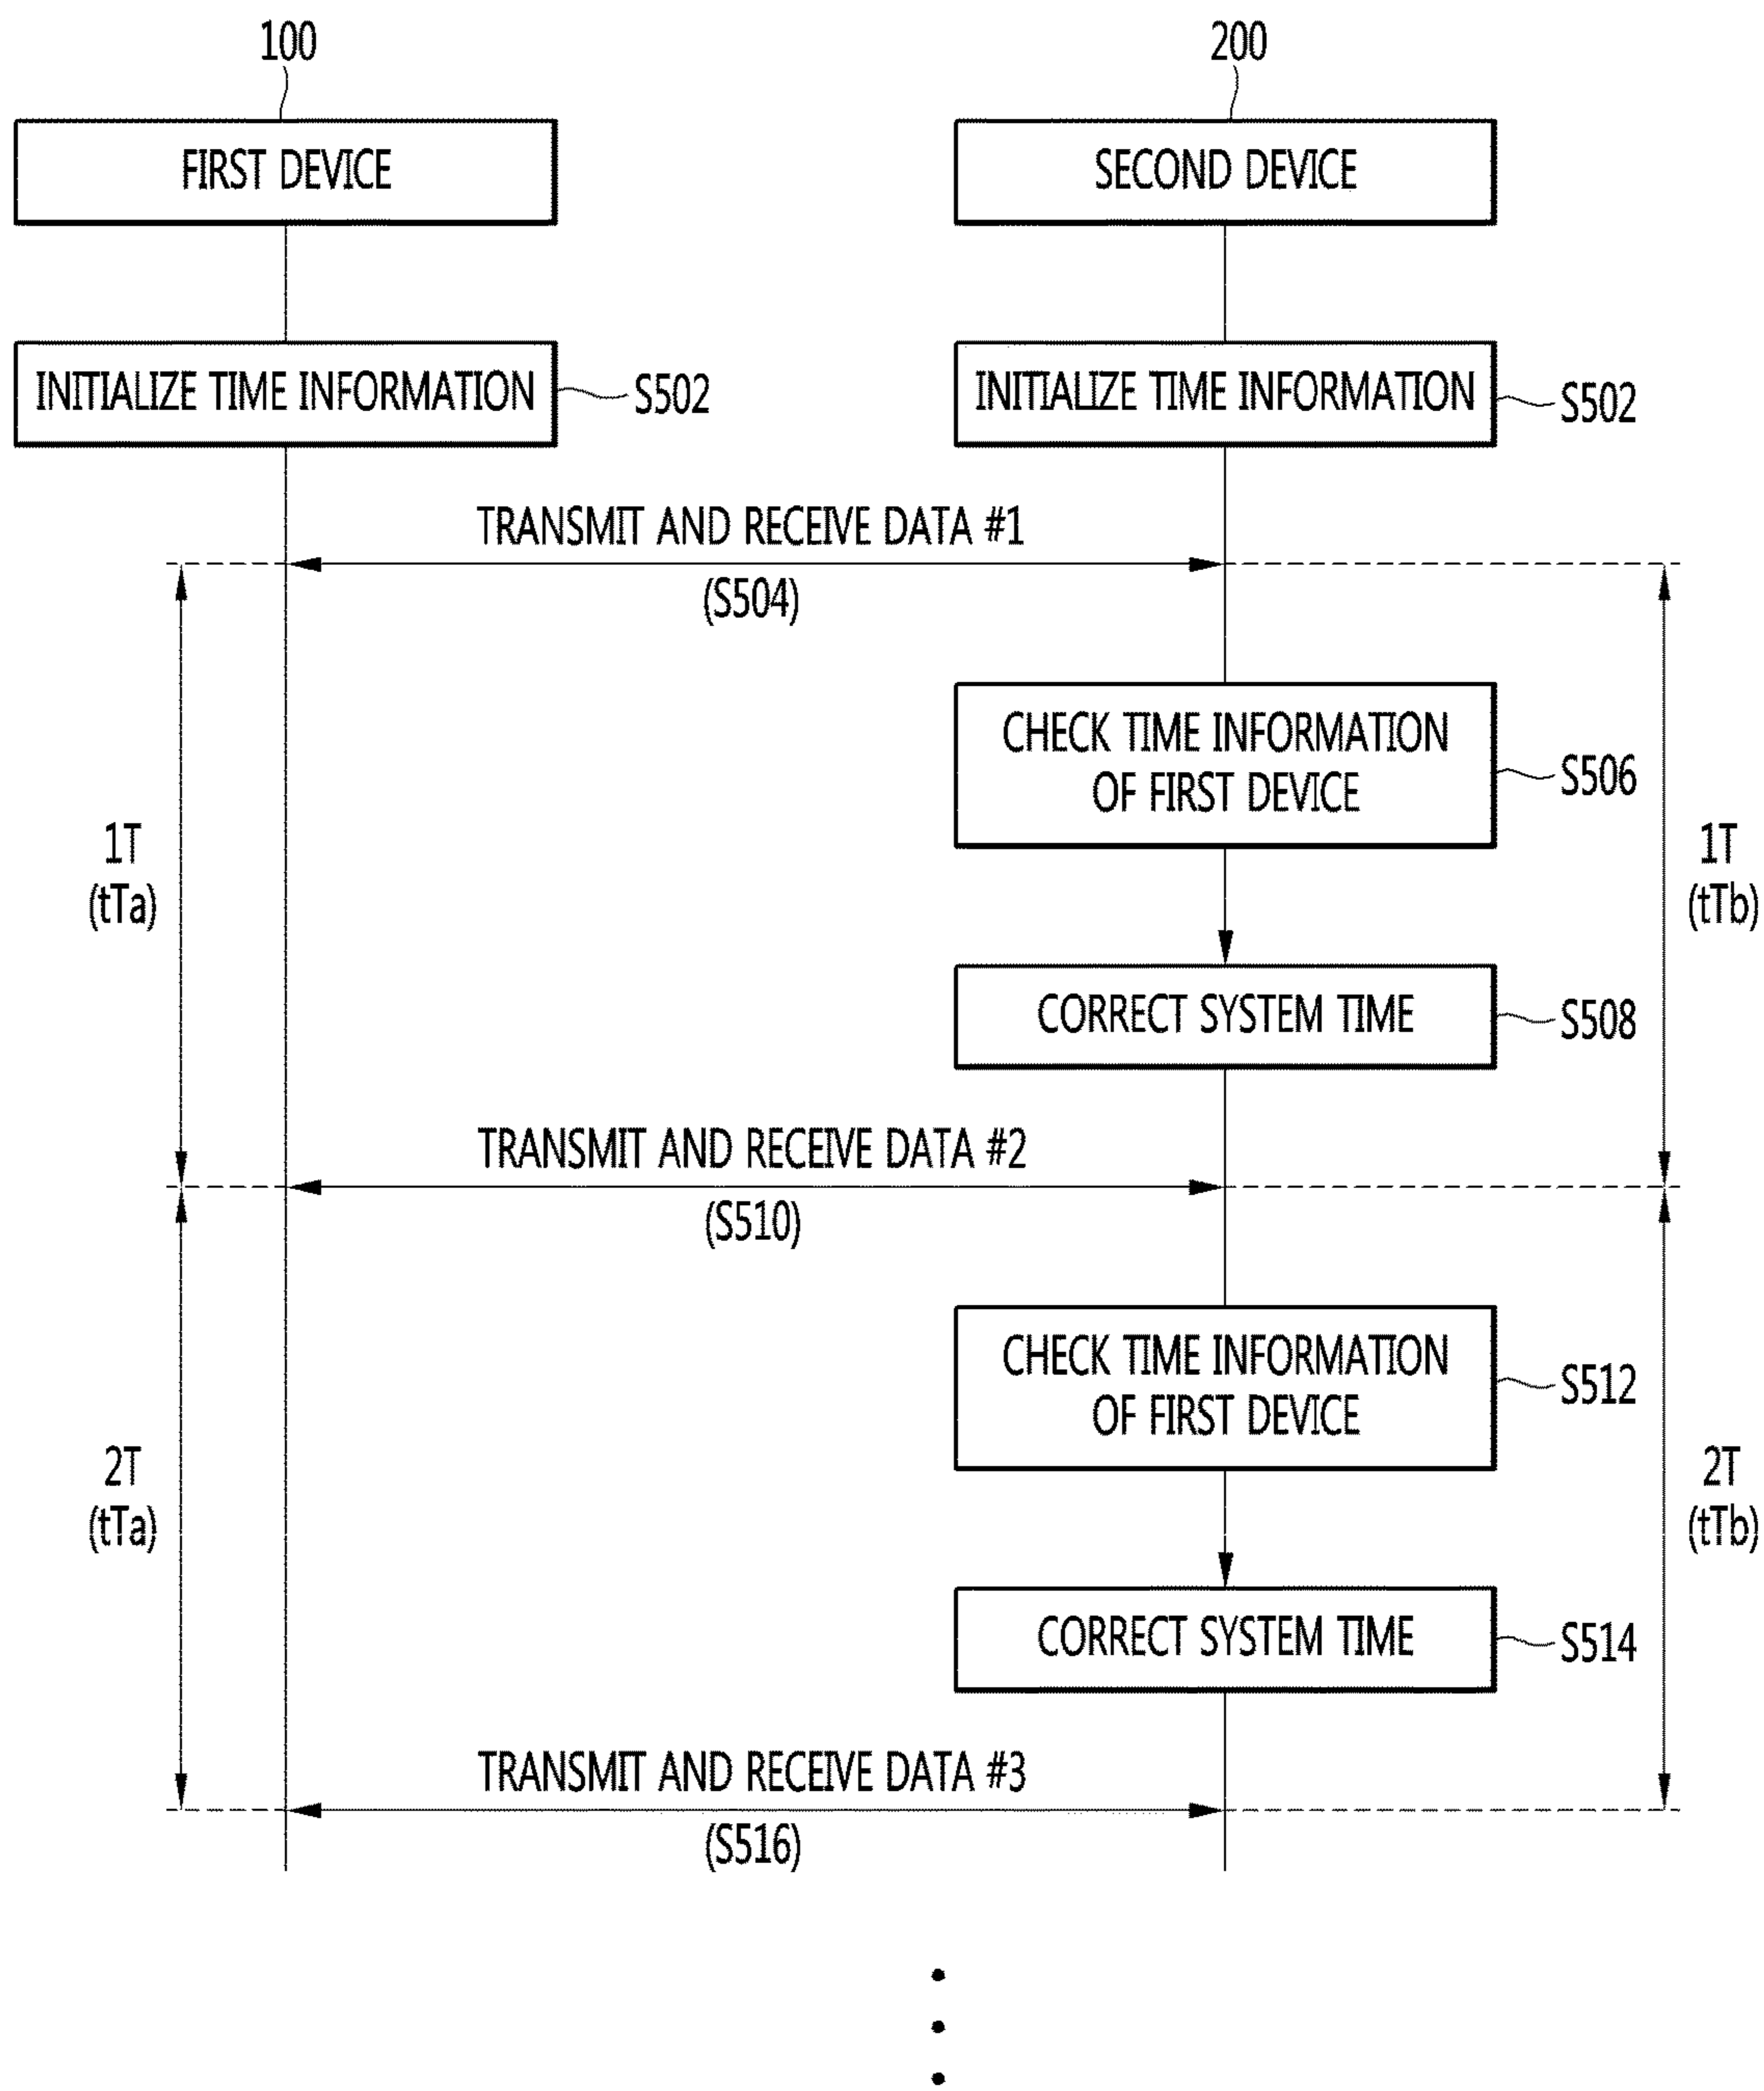 100
200
FIRST DEVICE
SECOND DEVICE
INITIALIZE TIME INFORMATION
S502
INITIALIZE TIME INFORMATION
S502
TRANSMIT AND RECEIVE DATA #1
(S504)
CHECK TIME INFORMATION
OF FIRST DEVICE
S506
1T
(tTa)
1T
(tTb)
CORRECT SYSTEM TIME
S508
TRANSMIT AND RECEIVE DATA #2
(S510)
CHECK TIME INFORMATION
OF FIRST DEVICE
S512
2T
(tTa)
2T
(tTb)
CORRECT SYSTEM TIME
S514
TRANSMIT AND RECEIVE DATA #3
(S516)